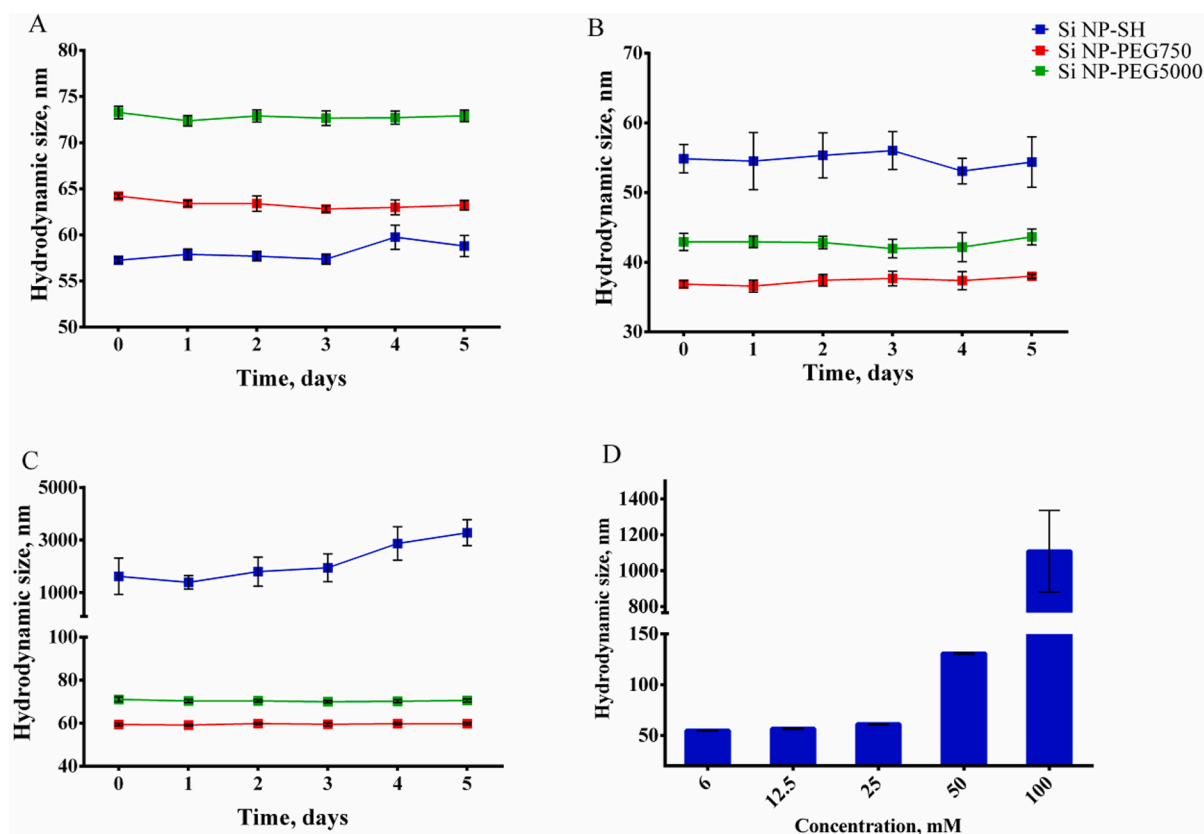 A
80
75
70
65
60
55
50
Hydrodynamic size, nm
0 1 2 3 4 5
Time, days
B
Si NP-SH
Si NP-PEG750
Si NP-PEG5000
70
60
50
40
30
Hydrodynamic size, nm
0 1 2 3 4 5
Time, days
C
5000
3000
1000
100
80
60
40
Hydrodynamic size, nm
0 1 2 3 4 5
Time, days
D
1400
1200
1000
800
150
100
50
Hydrodynamic size, nm
6 12.5 25 50 100
Concentration, mM